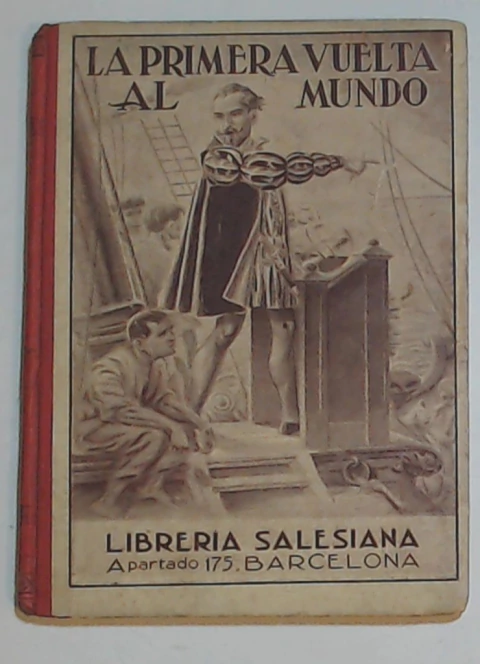 LA PRIMERA VUELTA
AL MUNDO
LIBRERIA SALESIANA
Apartado 175, BARCELONA